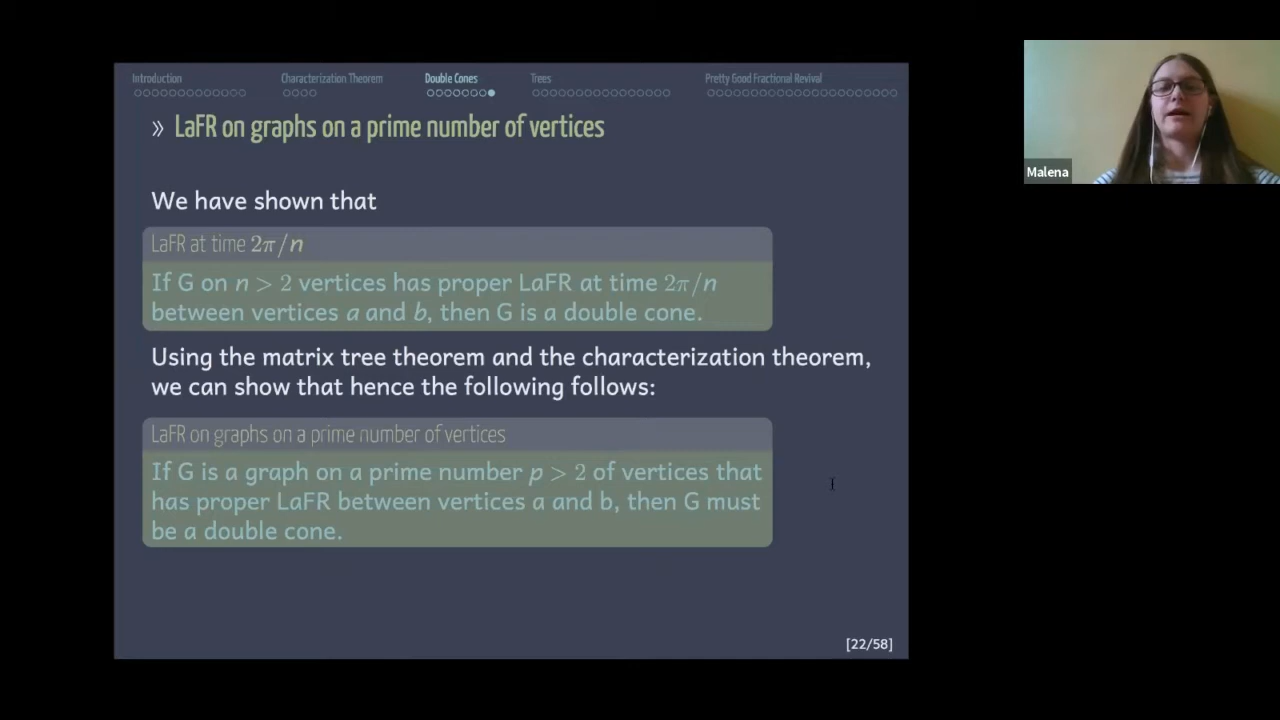 Introduction Characterization Theorem Double Cones Trees Pretty Good Fractional Revival
» LaFR on graphs on a prime number of vertices
We have shown that
LaFR at time 2π/n
If G on n > 2 vertices has proper LaFR at time 2π/n
between vertices a and b, then G is a double cone.
Using the matrix tree theorem and the characterization theorem,
we can show that hence the following follows:
LaFR on graphs on a prime number of vertices
If G is a graph on a prime number p > 2 of vertices that
has proper LaFR between vertices a and b, then G must
be a double cone.
[22/58]
Malena